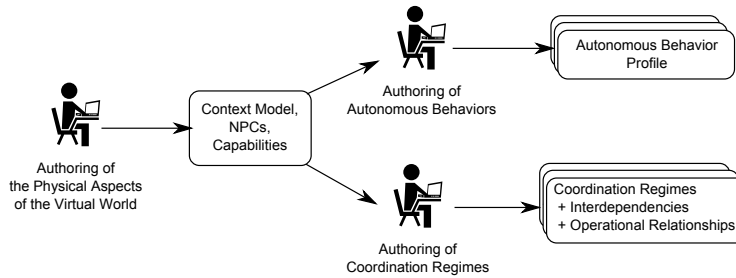 Authoring of
the Physical Aspects
of the Virtual World
Context Model,
NPCs,
Capabilities
Authoring of
Autonomous Behaviors
Autonomous Behavior
Profile
Authoring of
Coordination Regimes
Coordination Regimes
+ Interdependencies
+ Operational Relationships